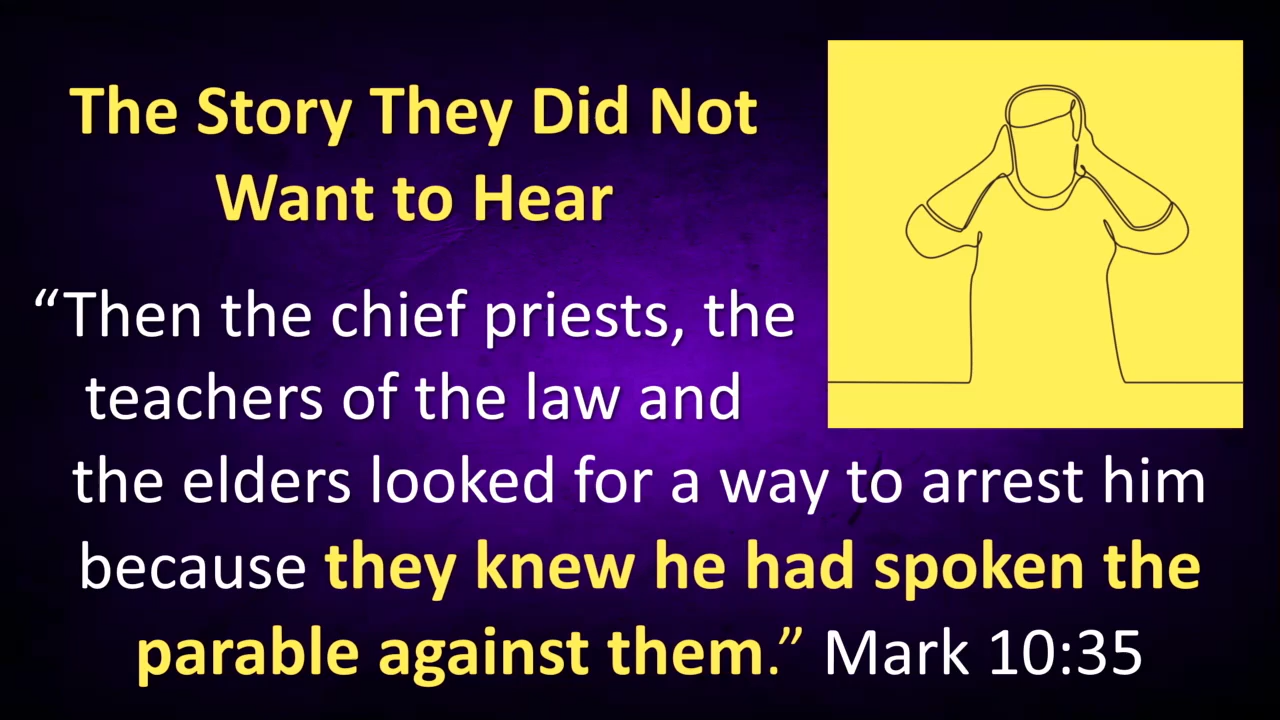 The Story They Did Not
Want to Hear
“Then the chief priests, the
teachers of the law and
the elders looked for a way to arrest him
because they knew he had spoken the
parable against them.” Mark 10:35